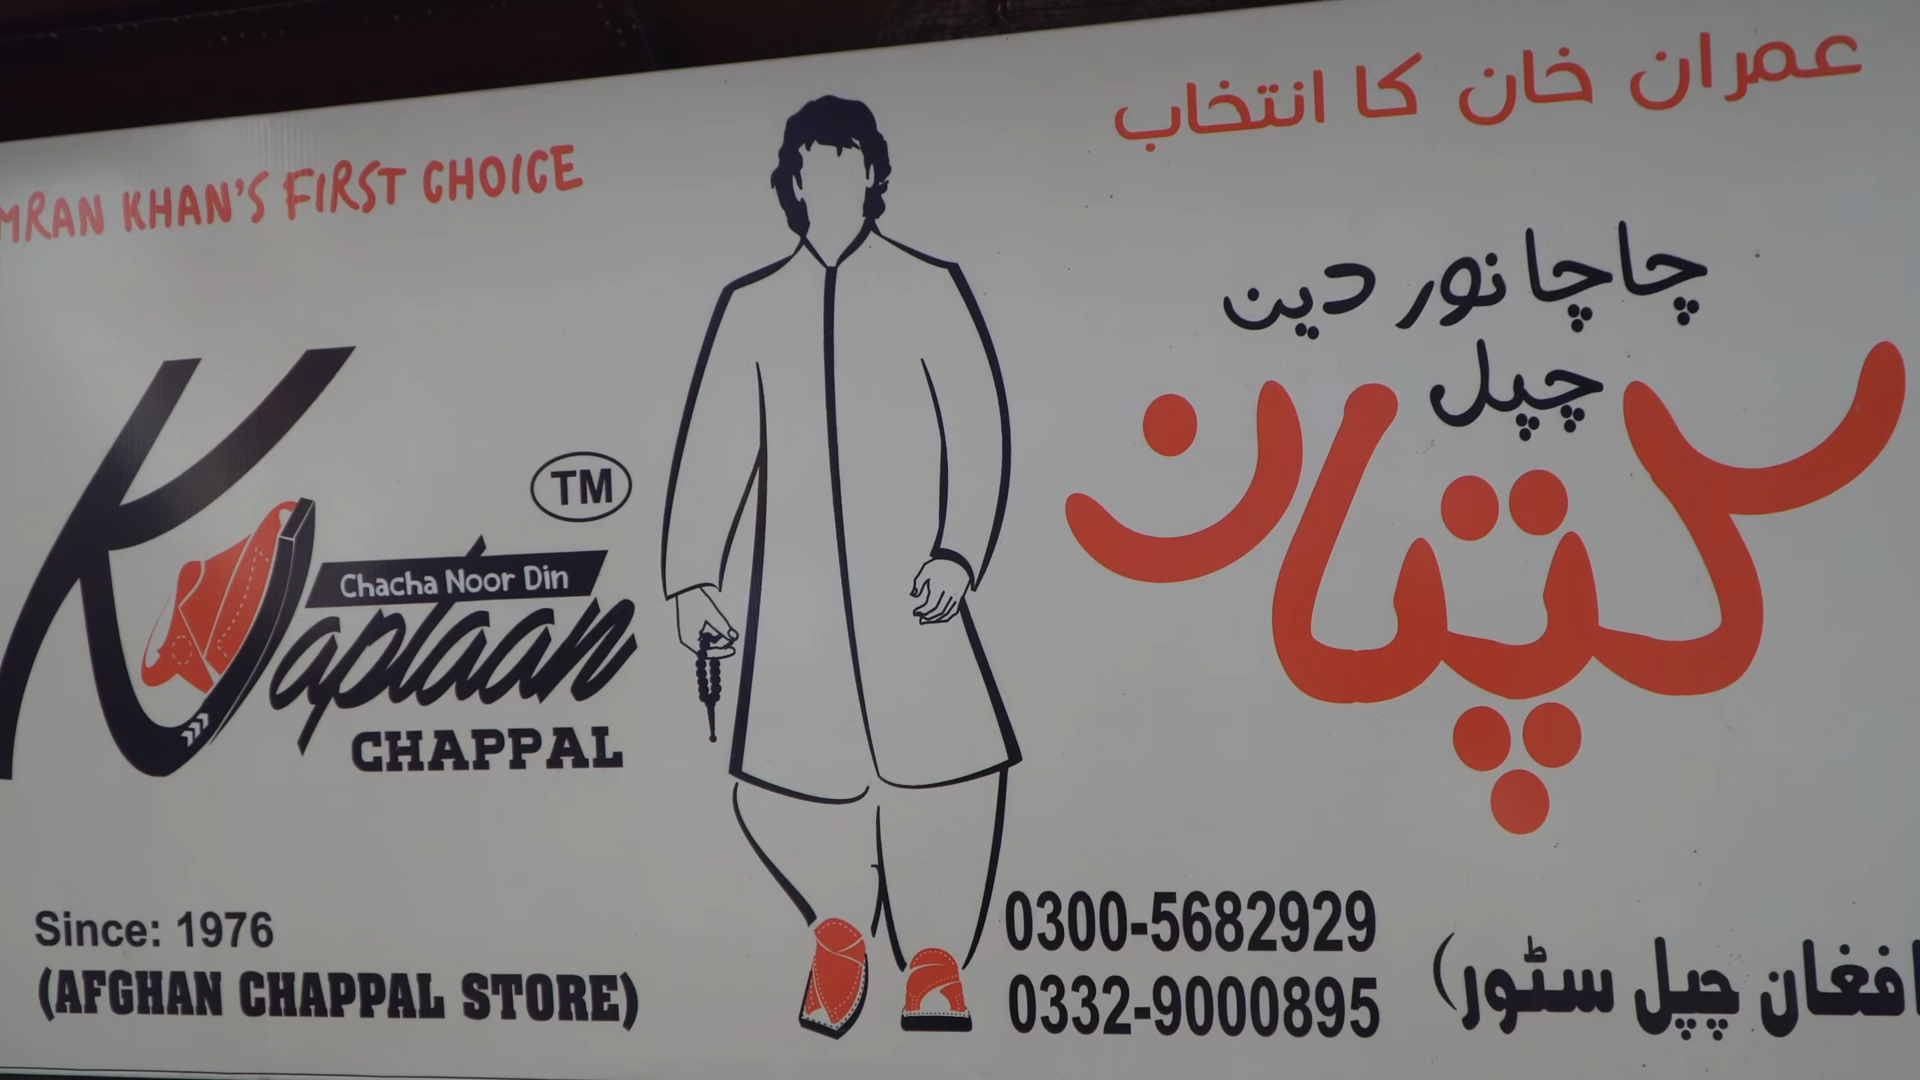 MRAN KHAN'S FIRST CHOICE
TM
Chacha Noor Din
Kaptaan
CHAPPAL
Since: 1976
(AFGHAN CHAPPAL STORE)
عمران خان کا انتخاب
چاچا نور دین
چپل
کپتان
0300-5682929
0332-9000895
افغان چپل سٹور)